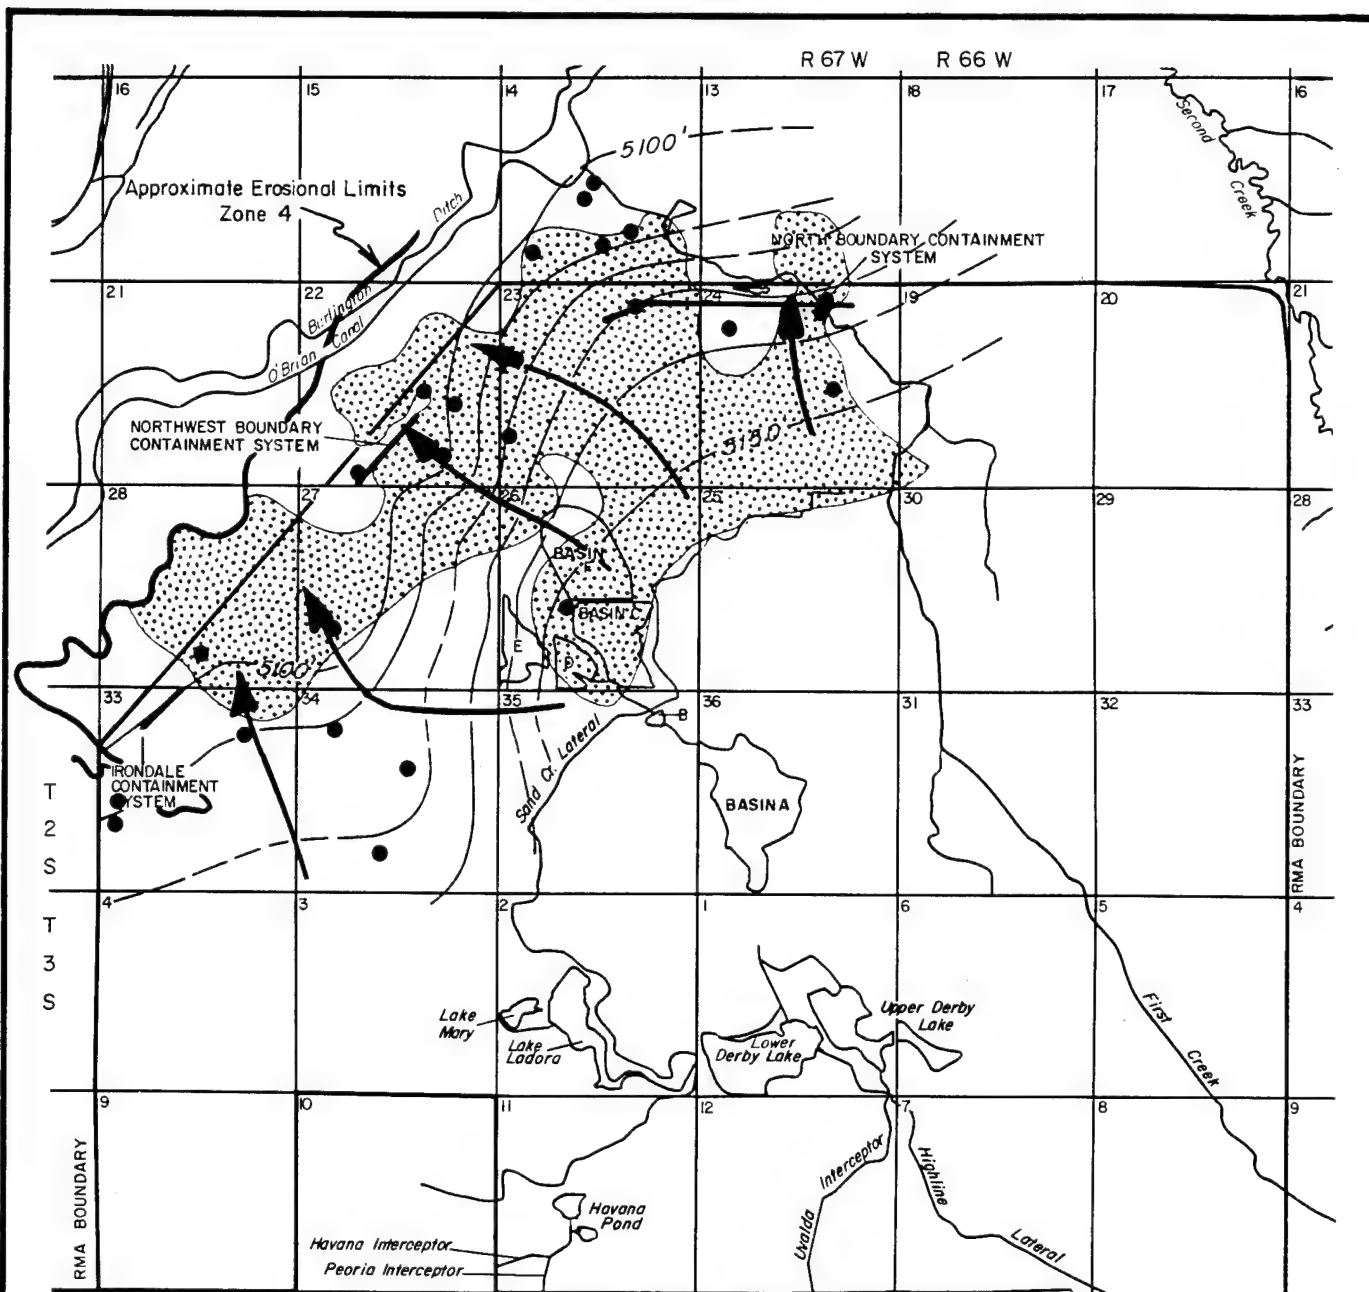 R 67 W R 66 W
16 15 14 13 18 17 16
Second
Creek
5100'
Approximate Erosional Limits
Zone 4
Ditch
NORTH BOUNDARY CONTAINMENT
SYSTEM
21 22 23 24 19 20 21
Burlington
O'Brian Canal
NORTHWEST BOUNDARY
CONTAINMENT SYSTEM
5150'
28 27 26 25 30 29 28
BASIN
F
BASIN C
E
D
5100'
33 34 35 36 31 32 33
B
Sand Cr. Lateral
IRONDALE
CONTAINMENT
SYSTEM
BASIN A
T
2
S
RMA BOUNDARY
4 3 2 1 6 5 4
T
3
S
Lake
Mary
Lake
Ladora
Lower
Derby Lake
Upper Derby
Lake
First
Creek
9 10 11 12 7 8 9
RMA BOUNDARY
Havana
Pond
Havana Interceptor
Peoria Interceptor
Uvalda
Interceptor
Highline
Lateral